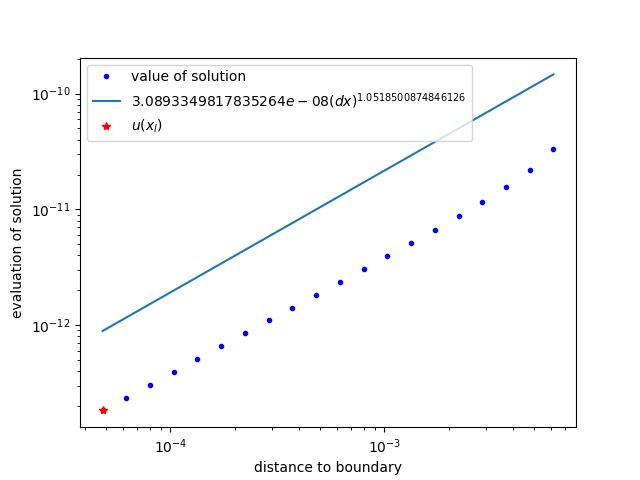 value of solution
3.0893349817835264e − 08(dx)^1.0518500874846126
u(x_l)
10^−10
10^−11
10^−12
evaluation of solution
10^−4 10^−3
distance to boundary